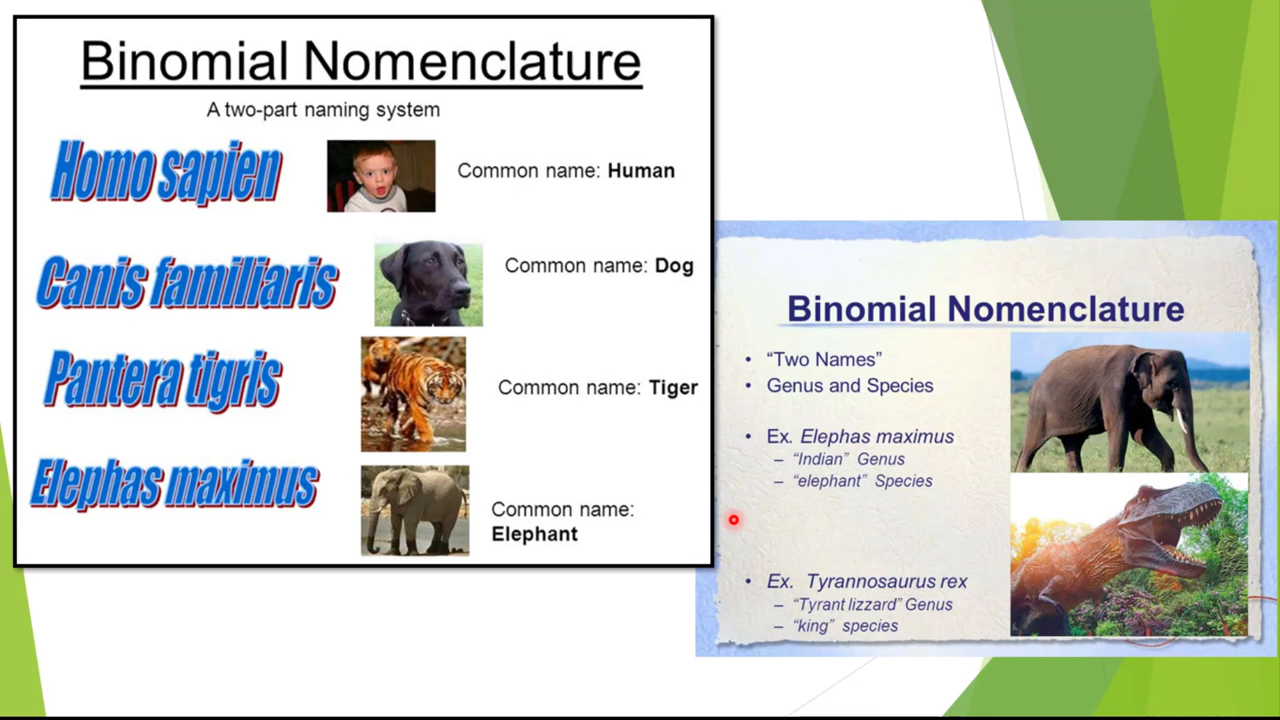 Binomial Nomenclature
A two-part naming system
Homo sapien
Common name: Human
Canis familiaris
Common name: Dog
Pantera tigris
Common name: Tiger
Elephas maximus
Common name:
Elephant
Binomial Nomenclature
• “Two Names”
• Genus and Species
• Ex. Elephas maximus
– “Indian” Genus
– “elephant” Species
• Ex. Tyrannosaurus rex
– “Tyrant lizzard” Genus
– “king” species